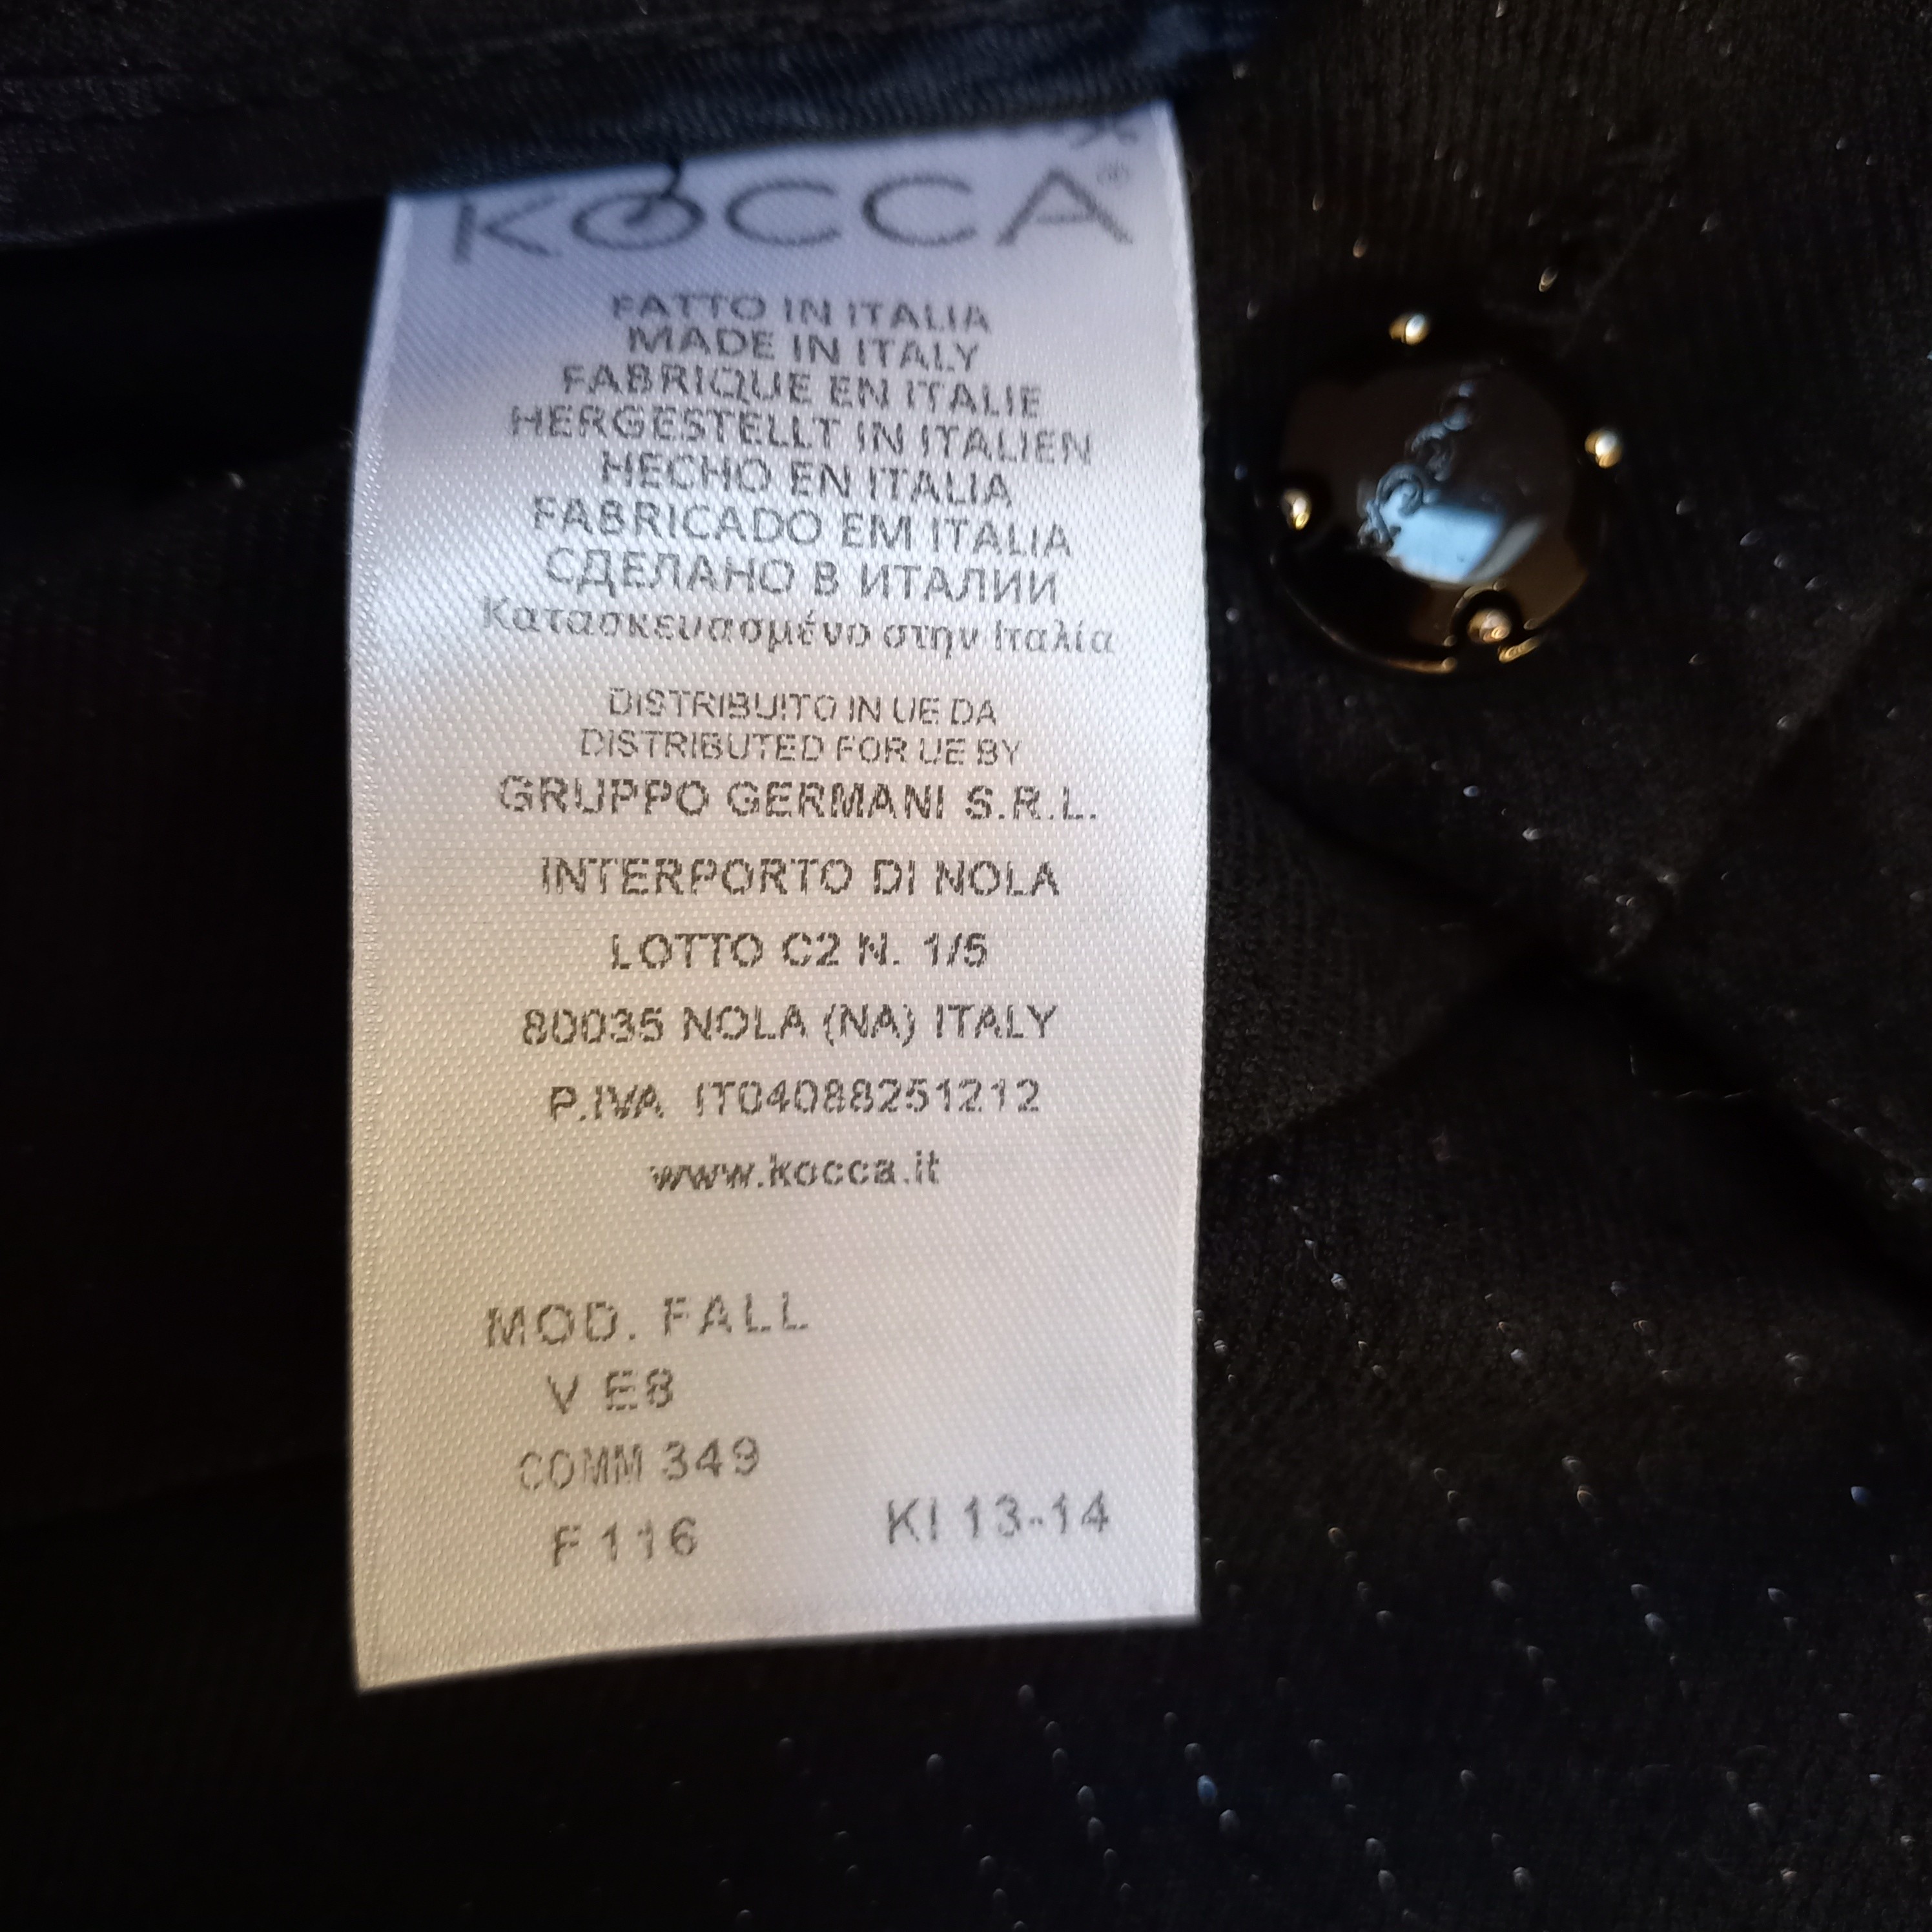 KOCCA®
FATTO IN ITALIA
MADE IN ITALY
FABRIQUE EN ITALIE
HERGESTELLT IN ITALIEN
HECHO EN ITALIA
FABRICADO EM ITALIA
СДЕЛАНО В ИТАЛИИ
Κατασκευασμένο στην Ιταλία
DISTRIBUITO IN UE DA
DISTRIBUTED FOR UE BY
GRUPPO GERMANI S.R.L.
INTERPORTO DI NOLA
LOTTO C2 N. 1/5
80035 NOLA (NA) ITALY
P.IVA IT04088251212
www.kocca.it
MOD. FALL
V E8
COMM 349
F 116 KI 13-14